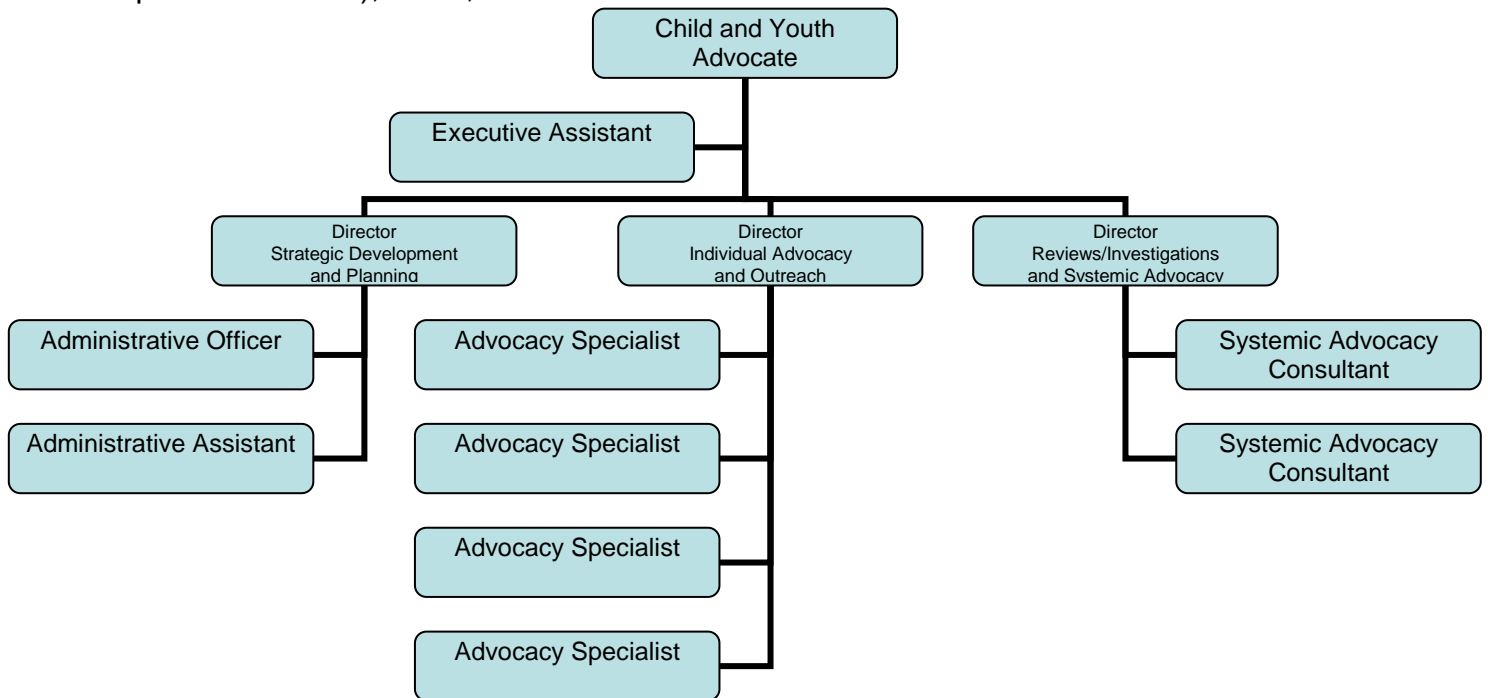 Child and Youth
Advocate
Executive Assistant
Director
Strategic Development
and Planning
Director
Individual Advocacy
and Outreach
Director
Reviews/Investigations
and Systemic Advocacy
Administrative Officer
Advocacy Specialist
Systemic Advocacy
Consultant
Administrative Assistant
Advocacy Specialist
Systemic Advocacy
Consultant
Advocacy Specialist
Advocacy Specialist